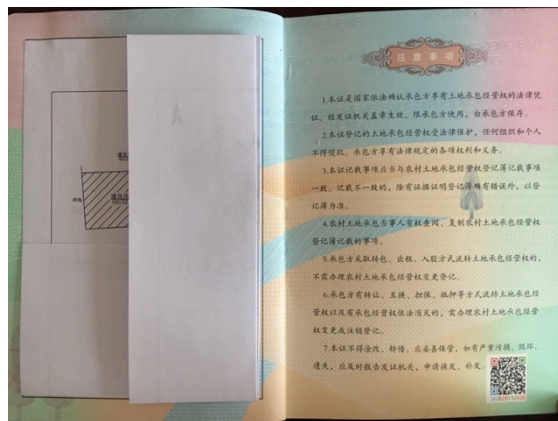 注意事项
1.本证是国家依法确认承包方享有土地承包经营权的法律凭
证。经发证机关盖章生效，限承包方使用，由承包方保存。
2.本证登记的土地承包经营权受法律保护，任何组织和个人
不得侵犯。承包方享有法律规定的各项权利和义务。
3.本证记载事项应当与农村土地承包经营权登记簿记载事项
一致。记载不一致的，除有证据证明登记簿确有错误外，以登
记簿为准。
4.农村土地承包当事人有权查阅、复制农村土地承包经营权
登记簿记载的事项。
5.承包方采取转包、出租、入股方式流转土地承包经营权的，
不需办理农村土地承包经营权变更登记。
6.承包方有转让、互换、担保、抵押等方式流转土地承包经
营权以及有承包经营权依法消灭的，需办理农村土地承包经营
权变更或注销登记。
7.本证不得涂改、转借。应妥善保管，如有严重污损、毁坏、
遗失，应及时报告发证机关，申请换发、补发。